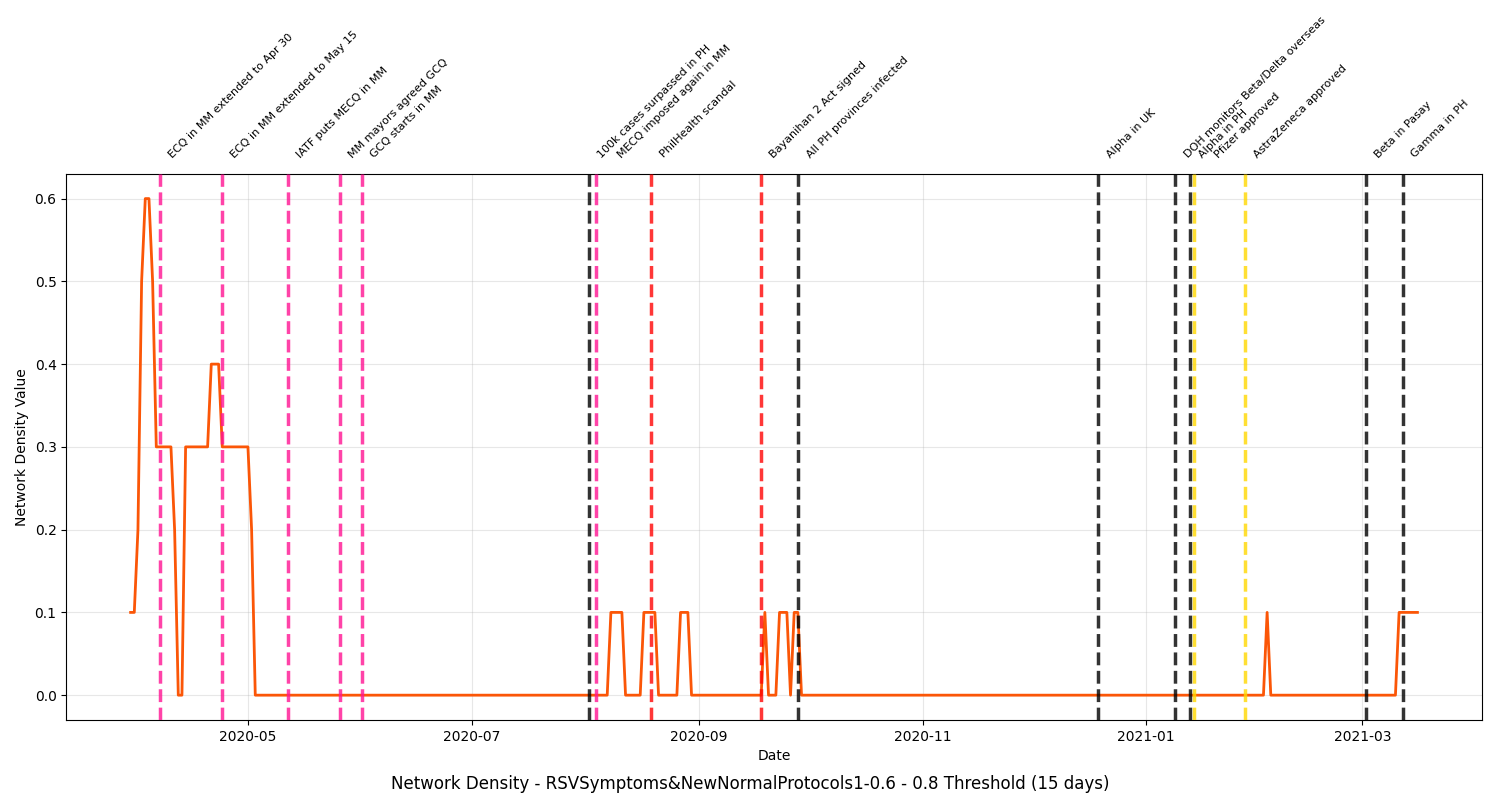 ECQ in MM extended to Apr 30
ECQ in MM extended to May 15
IATF puts MECQ in MM
MM mayors agreed GCQ
GCQ starts in MM
100k cases surpassed in PH
MECQ imposed again in MM
PhilHealth scandal
Bayanihan 2 Act signed
All PH provinces infected
Alpha in UK
DOH monitors Beta/Delta overseas
Alpha in PH
Pfizer approved
AstraZeneca approved
Beta in Pasay
Gamma in PH
Network Density Value
0.6
0.5
0.4
0.3
0.2
0.1
0.0
2020-05
2020-07
2020-09
2020-11
2021-01
2021-03
Date
Network Density - RSVSymptoms&NewNormalProtocols1-0.6 - 0.8 Threshold (15 days)